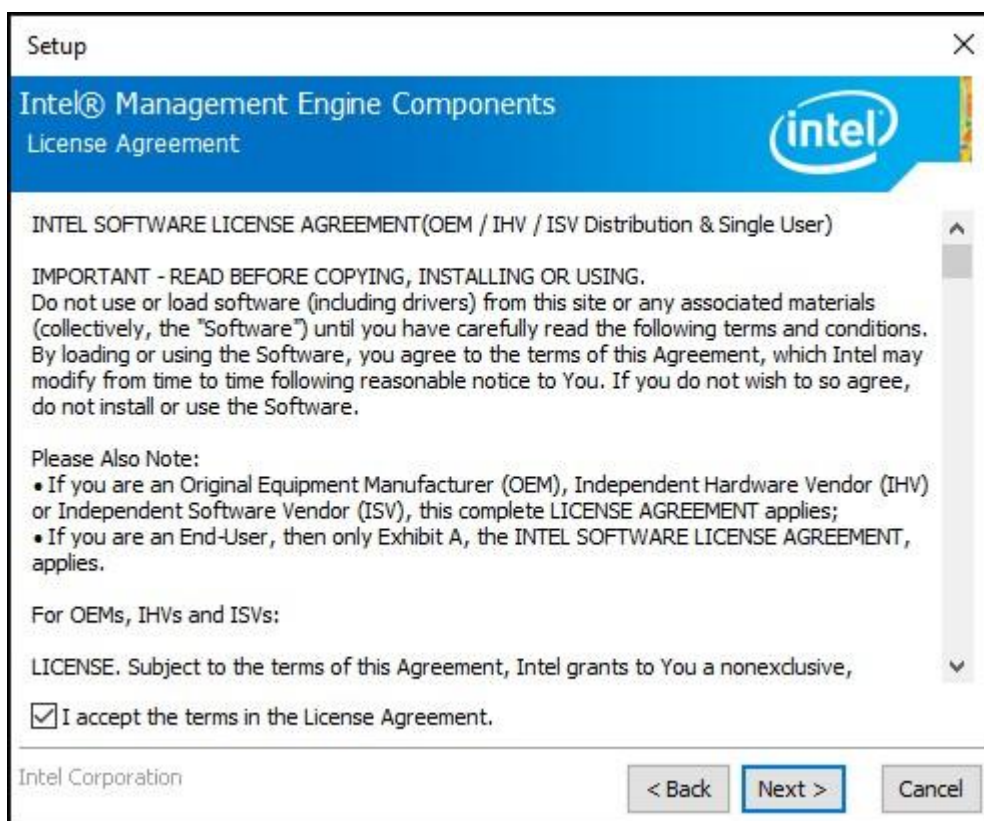 Setup
Intel® Management Engine Components
License Agreement
intel
INTEL SOFTWARE LICENSE AGREEMENT(OEM / IHV / ISV Distribution & Single User)
IMPORTANT - READ BEFORE COPYING, INSTALLING OR USING.
Do not use or load software (including drivers) from this site or any associated materials
(collectively, the "Software") until you have carefully read the following terms and conditions.
By loading or using the Software, you agree to the terms of this Agreement, which Intel may
modify from time to time following reasonable notice to You. If you do not wish to so agree,
do not install or use the Software.
Please Also Note:
• If you are an Original Equipment Manufacturer (OEM), Independent Hardware Vendor (IHV)
or Independent Software Vendor (ISV), this complete LICENSE AGREEMENT applies;
• If you are an End-User, then only Exhibit A, the INTEL SOFTWARE LICENSE AGREEMENT,
applies.
For OEMs, IHVs and ISVs:
LICENSE. Subject to the terms of this Agreement, Intel grants to You a nonexclusive,
I accept the terms in the License Agreement.
Intel Corporation
< Back Next > Cancel